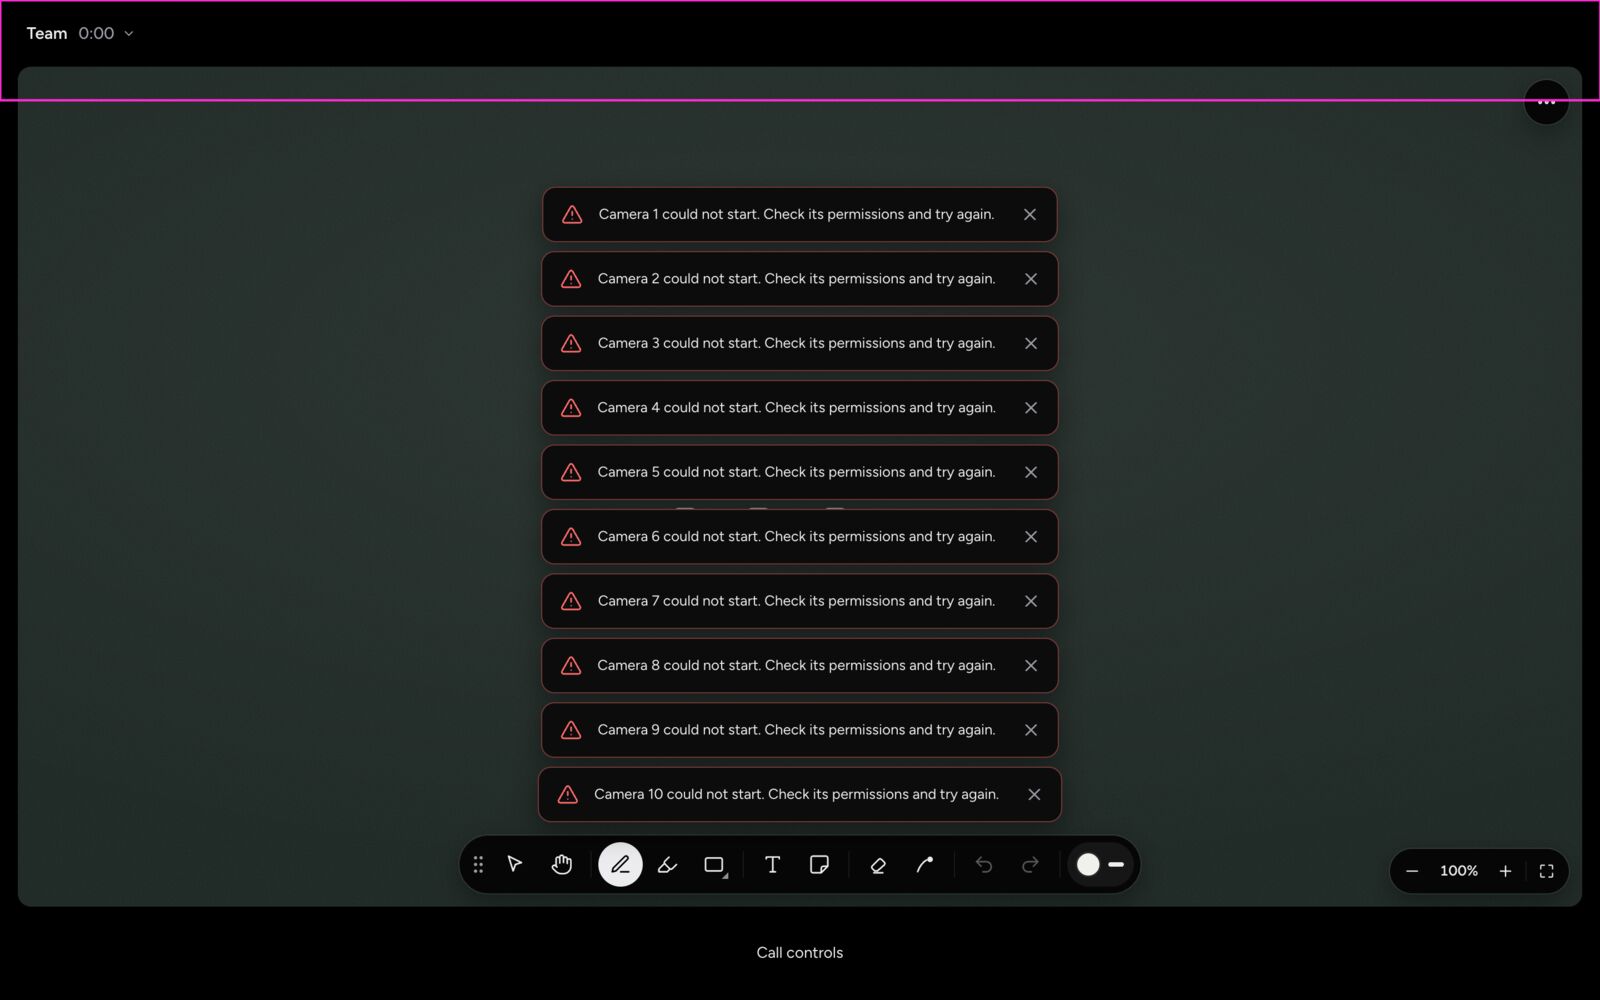 Team 0:00
Camera 1 could not start. Check its permissions and try again.
Camera 2 could not start. Check its permissions and try again.
Camera 3 could not start. Check its permissions and try again.
Camera 4 could not start. Check its permissions and try again.
Camera 5 could not start. Check its permissions and try again.
Camera 6 could not start. Check its permissions and try again.
Camera 7 could not start. Check its permissions and try again.
Camera 8 could not start. Check its permissions and try again.
Camera 9 could not start. Check its permissions and try again.
Camera 10 could not start. Check its permissions and try again.
100%
Call controls